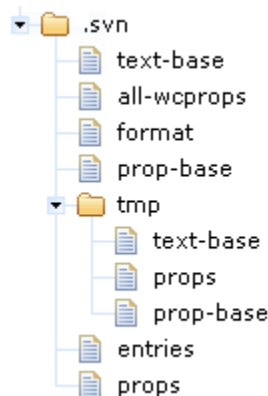 .svn
text-base
all-wcprops
format
prop-base
tmp
text-base
props
prop-base
entries
props